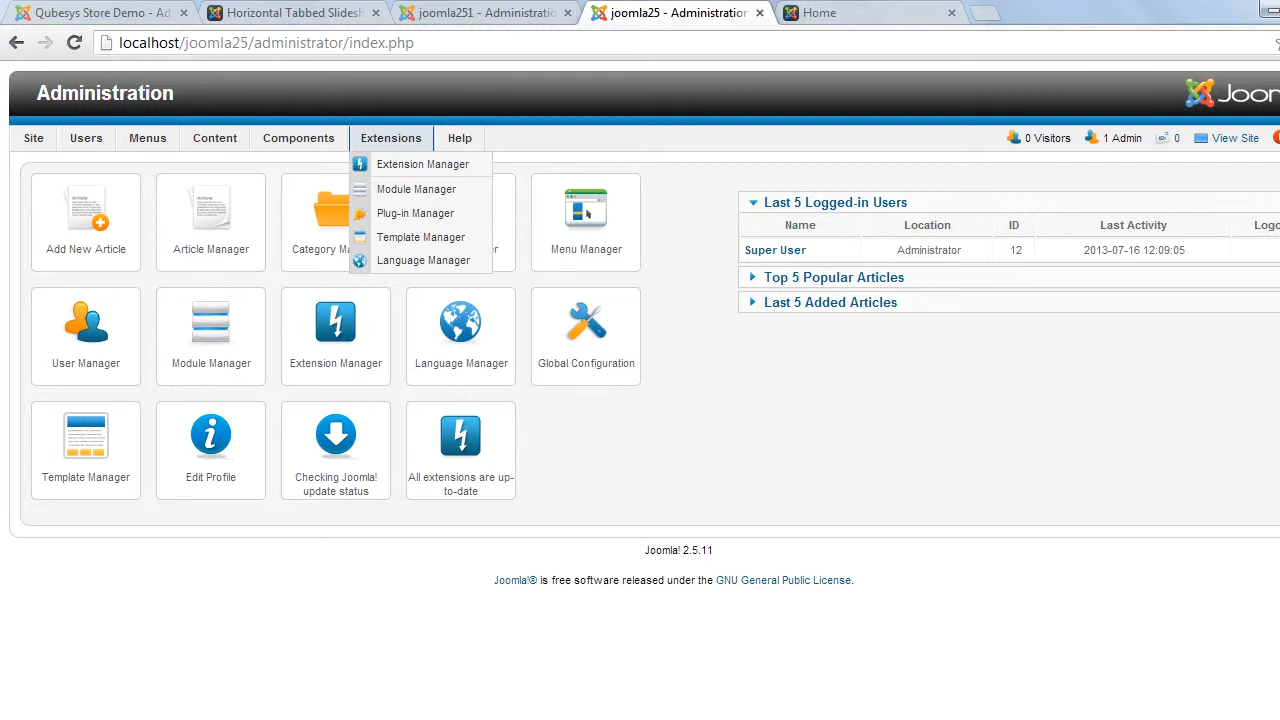 Qubesys Store Demo - Ad
Horizontal Tabbed Slidesh
joomla251 - Administratio
joomla25 - Administration
Home
localhost/joomla25/administrator/index.php
Administration
Site
Users
Menus
Content
Components
Extensions
Help
0 Visitors
1 Admin
0
View Site
Extension Manager
Module Manager
Plug-in Manager
Template Manager
Language Manager
Add New Article
Article Manager
Menu Manager
User Manager
Module Manager
Extension Manager
Language Manager
Global Configuration
Template Manager
Edit Profile
Checking Joomla!
update status
All extensions are up-
to-date
Last 5 Logged-in Users
Name
Location
ID
Last Activity
Super User
Administrator
12
2013-07-16 12:09:05
Top 5 Popular Articles
Last 5 Added Articles
Joomla! 2.5.11
Joomla!® is free software released under the GNU General Public License.